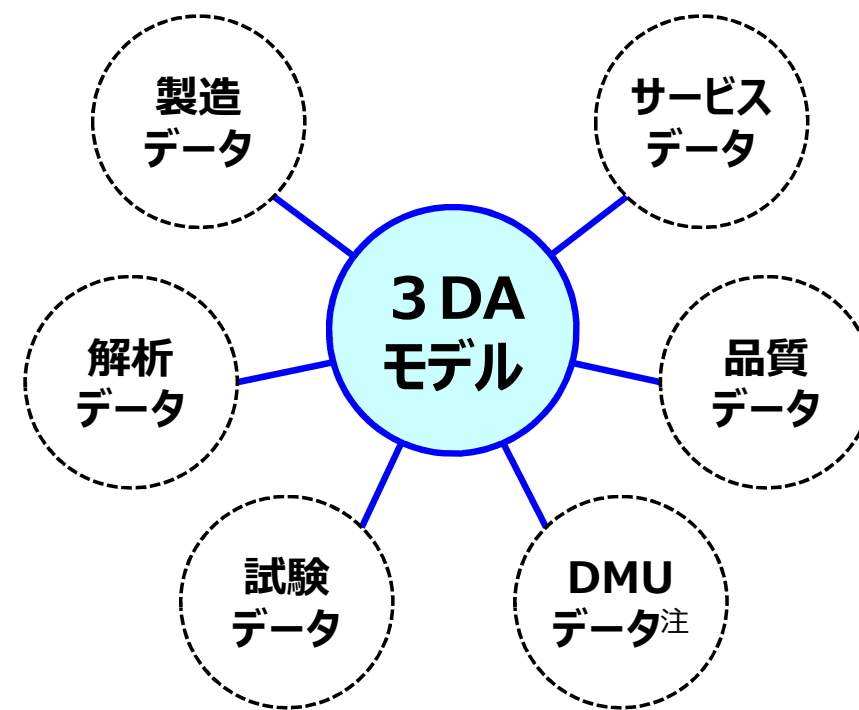 製造
データ
サービス
データ
３DA
モデル
解析
データ
品質
データ
試験
データ
DMU
データ注